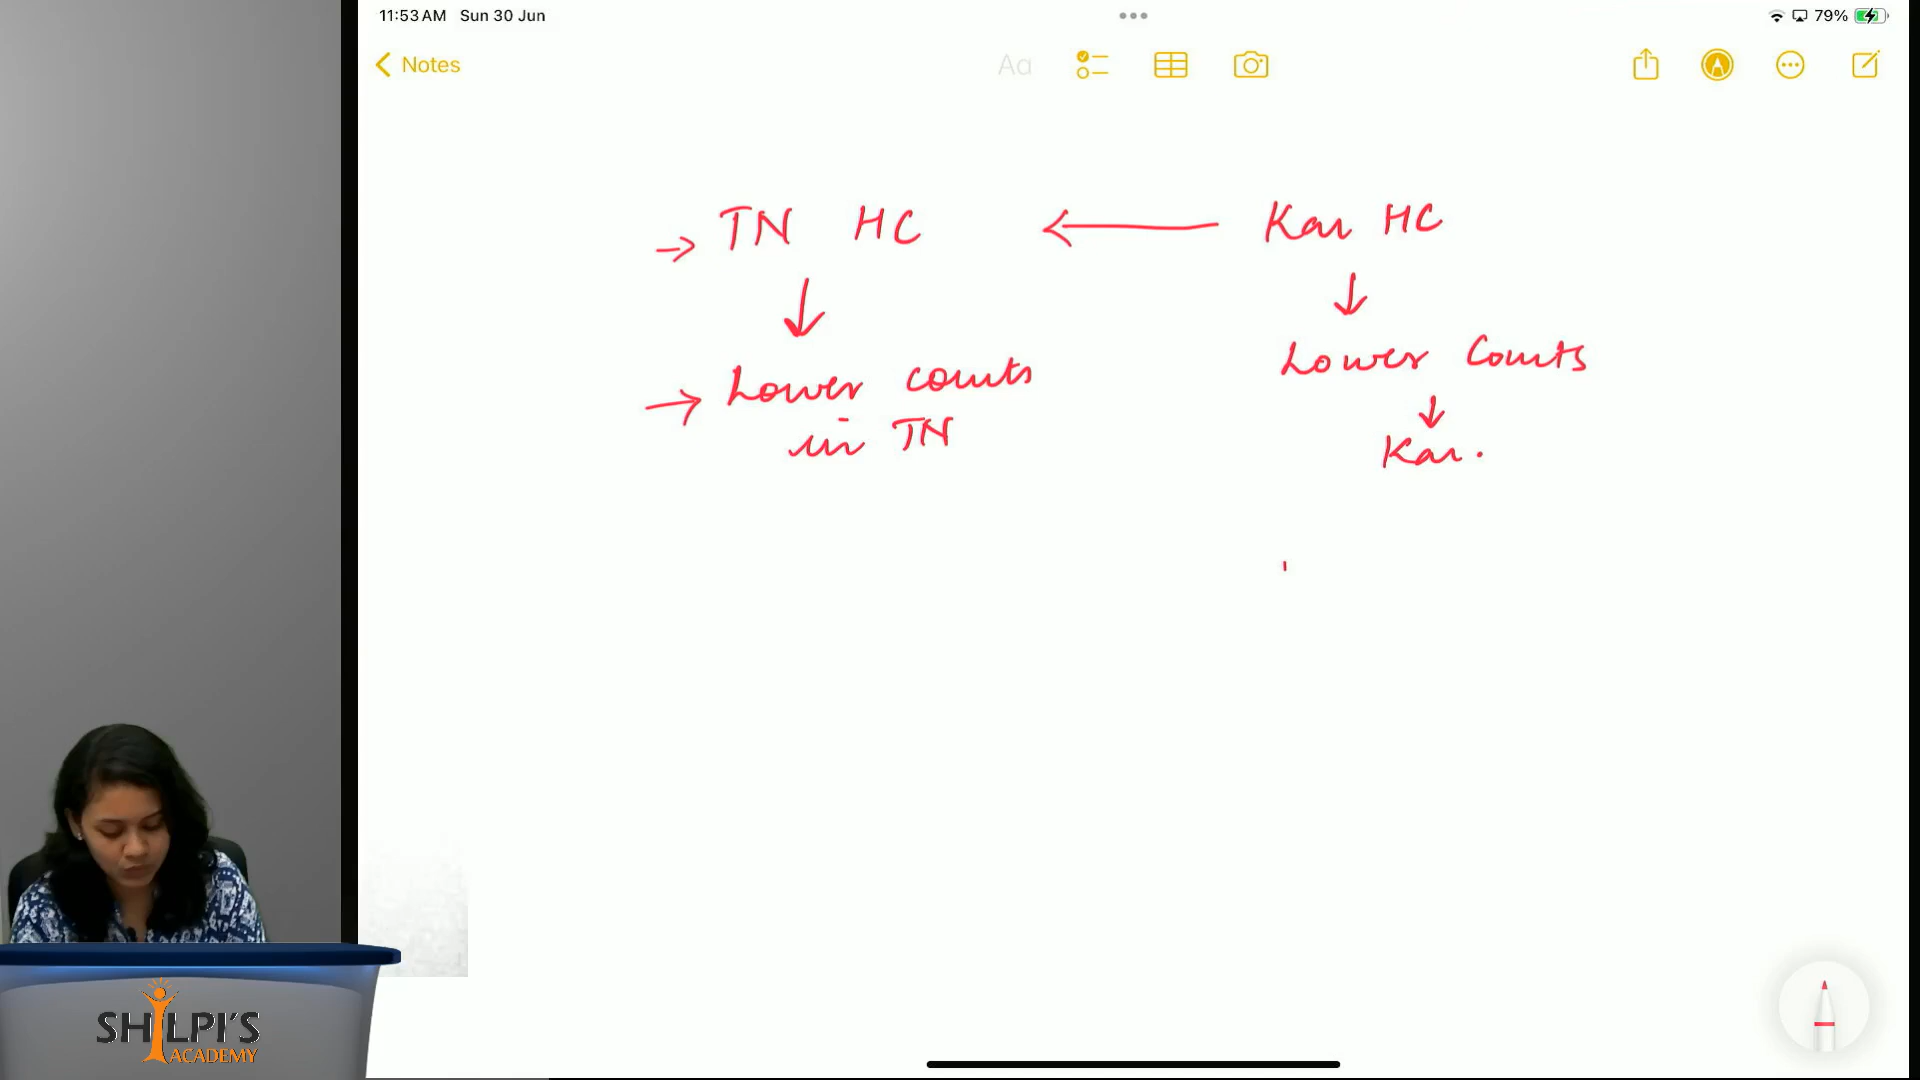 11:53 AM Sun 30 Jun
79%
Notes
Aa
→ TN HC ← Kar HC
↓ ↓
→ Lower courts
in TN
Lower Courts
↓
Kar.
SHILPI'S
ACADEMY